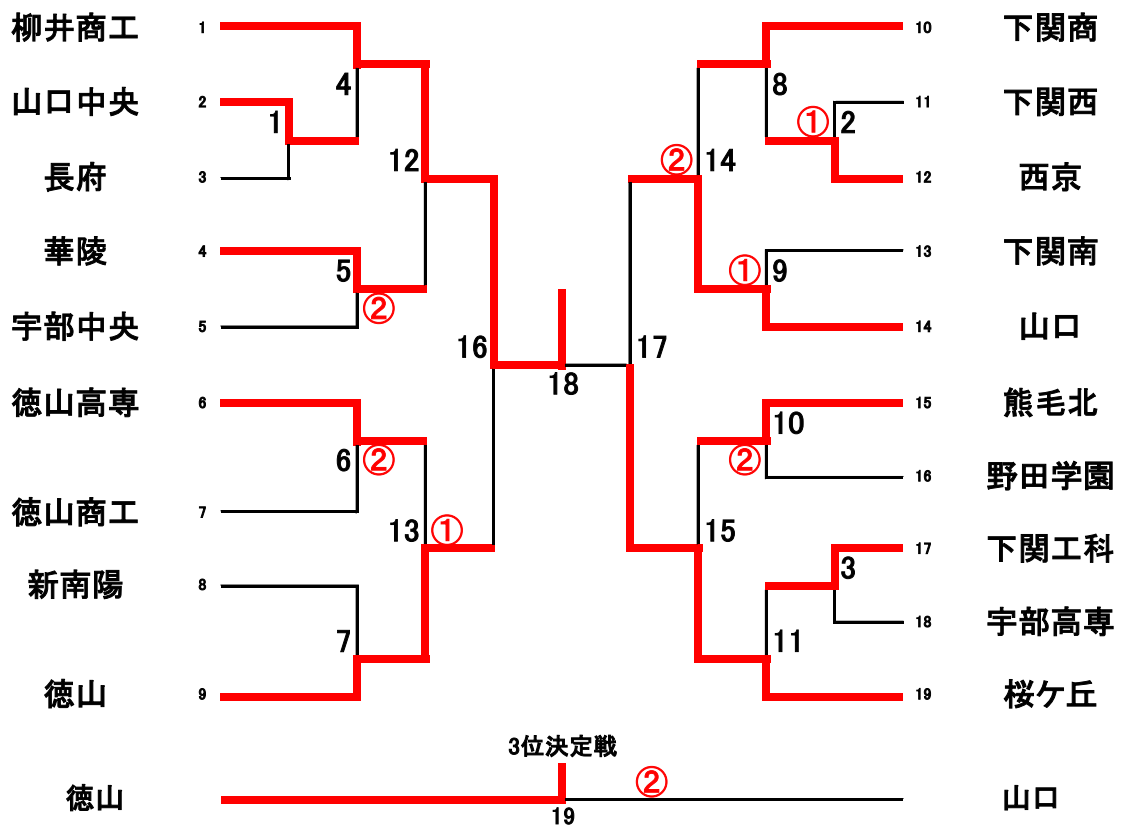 柳井商工 1
山口中央 2
長府 3
華陵 4
宇部中央 5
徳山高専 6
徳山商工 7
新南陽 8
徳山 9
10 下関商
11 下関西
12 西京
13 下関南
14 山口
15 熊毛北
16 野田学園
17 下関工科
18 宇部高専
19 桜ケ丘
4
1
12
5
②
16
6
②
13
①
7
18
8
①
2
②
14
①
9
17
10
②
15
3
11
3位決定戦
徳山
②
山口
19